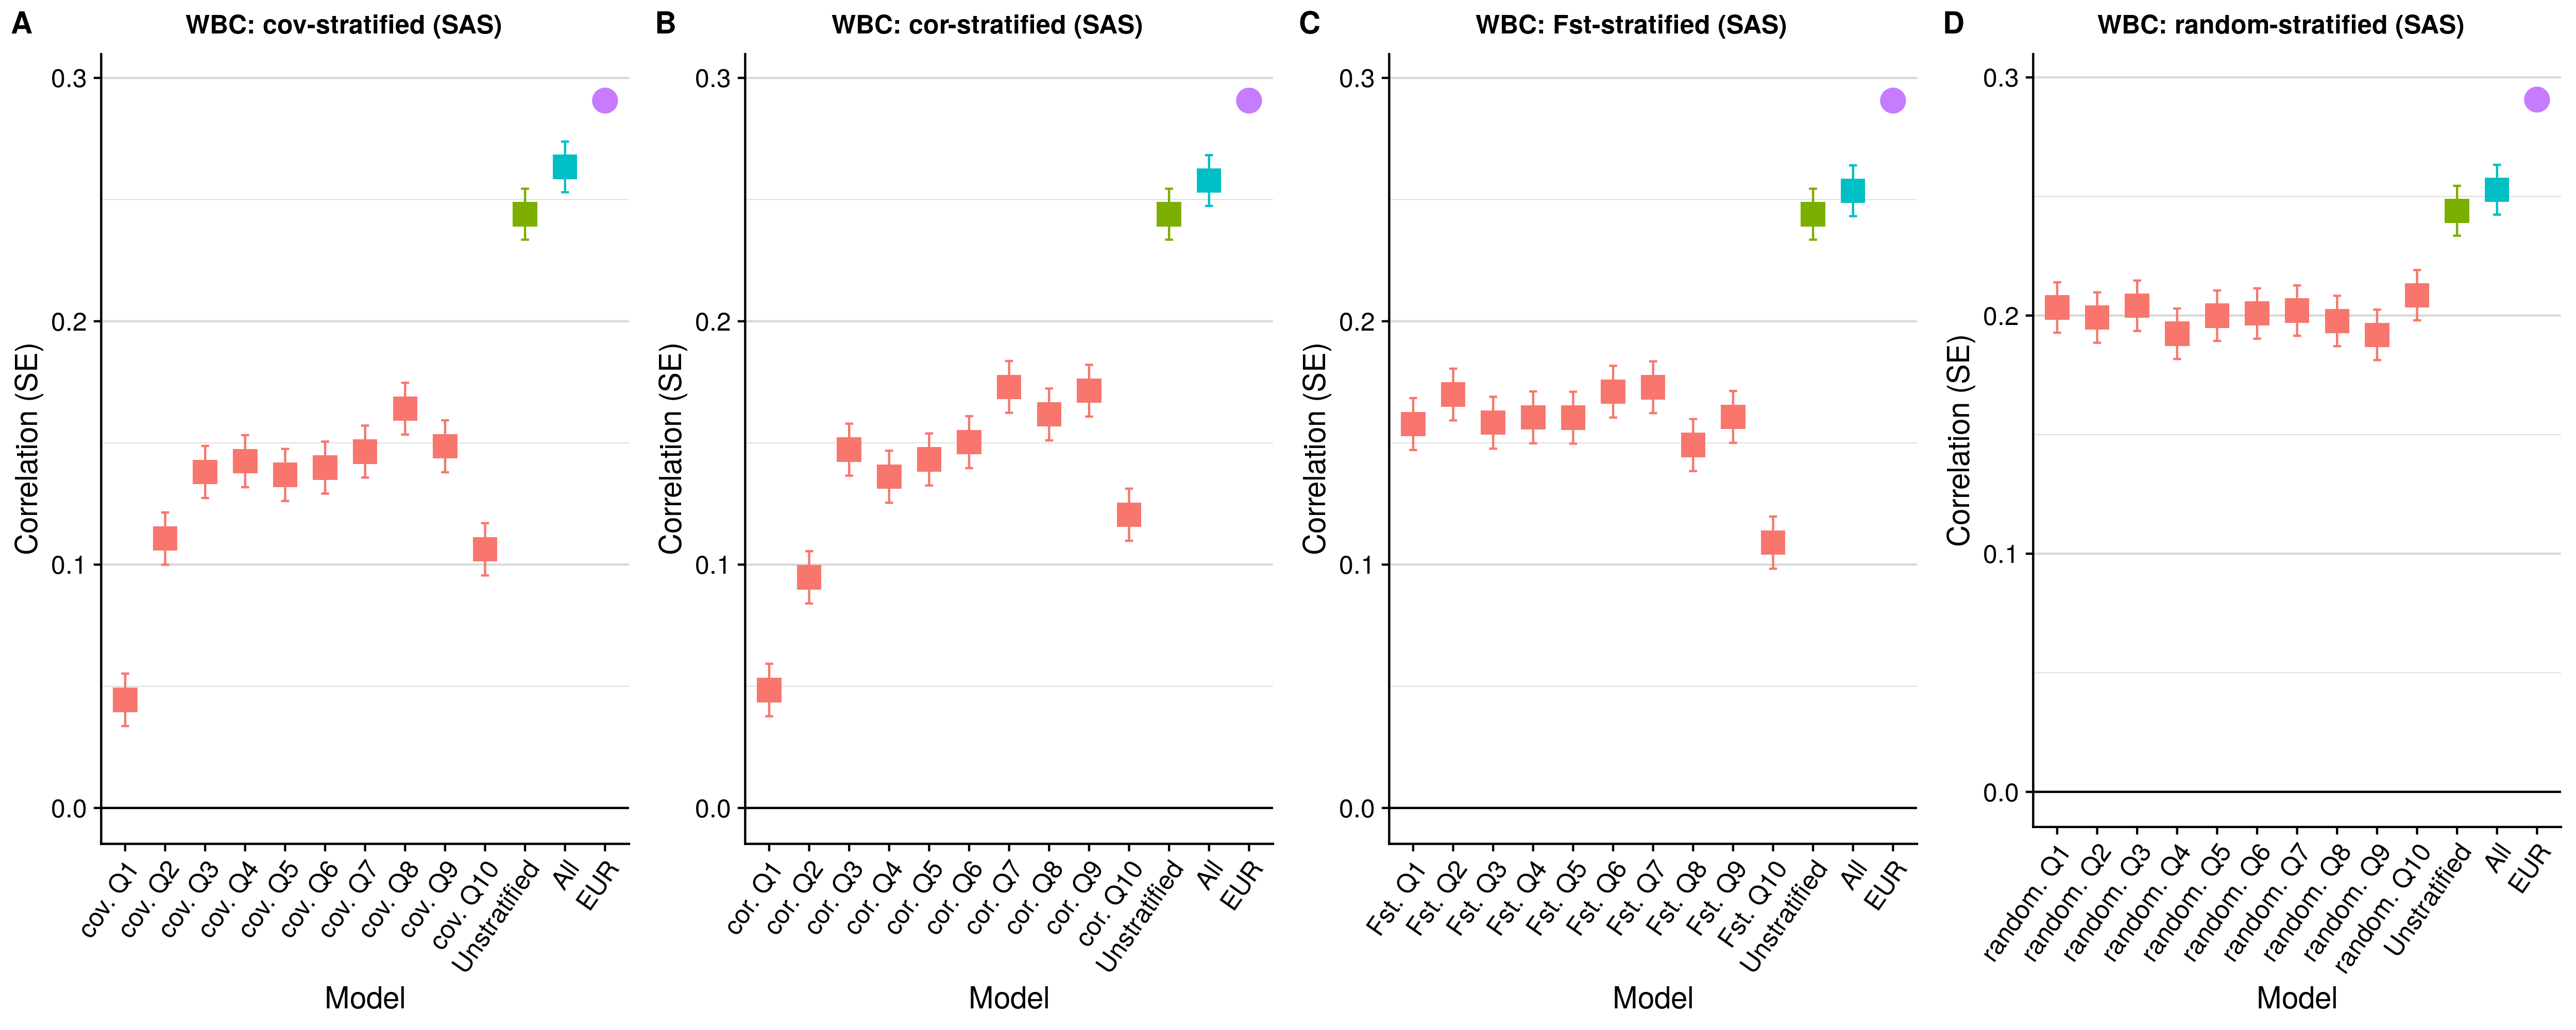 A
WBC: cov-stratified (SAS)
Correlation (SE)
0.3
0.2
0.1
0.0
cov. Q1
cov. Q2
cov. Q3
cov. Q4
cov. Q5
cov. Q6
cov. Q7
cov. Q8
cov. Q9
cov. Q10
Unstratified
All
EUR
Model
B
WBC: cor-stratified (SAS)
Correlation (SE)
0.3
0.2
0.1
0.0
cor. Q1
cor. Q2
cor. Q3
cor. Q4
cor. Q5
cor. Q6
cor. Q7
cor. Q8
cor. Q9
cor. Q10
Unstratified
All
EUR
Model
C
WBC: Fst-stratified (SAS)
Correlation (SE)
0.3
0.2
0.1
0.0
Fst. Q1
Fst. Q2
Fst. Q3
Fst. Q4
Fst. Q5
Fst. Q6
Fst. Q7
Fst. Q8
Fst. Q9
Fst. Q10
Unstratified
All
EUR
Model
D
WBC: random-stratified (SAS)
Correlation (SE)
0.3
0.2
0.1
0.0
random. Q1
random. Q2
random. Q3
random. Q4
random. Q5
random. Q6
random. Q7
random. Q8
random. Q9
random. Q10
Unstratified
All
EUR
Model